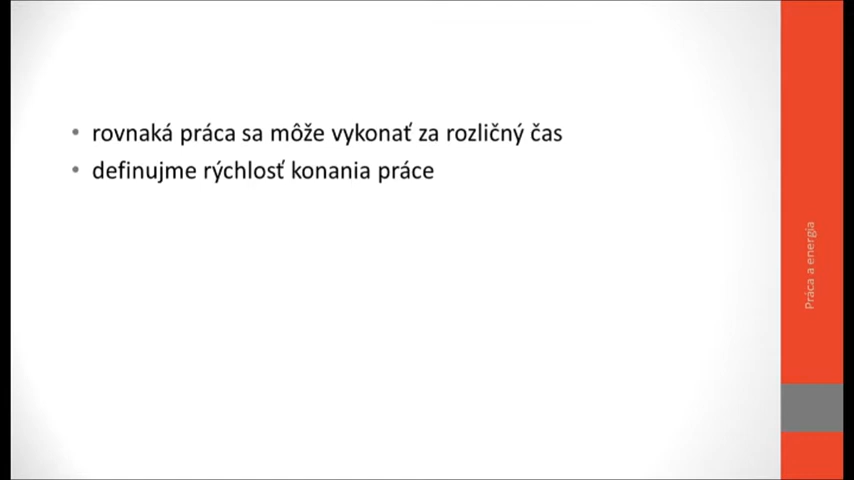 rovnaká práca sa môže vykonať za rozličný čas
definujme rýchlosť konania práce
Práca a energia